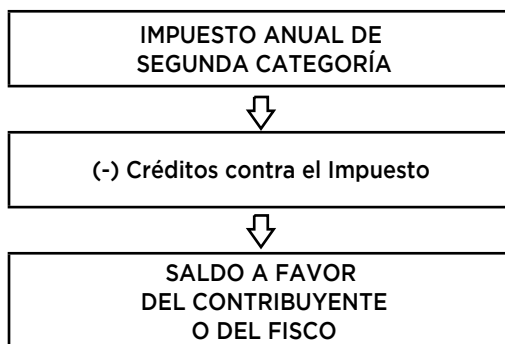 IMPUESTO ANUAL DE
SEGUNDA CATEGORÍA
(-) Créditos contra el Impuesto
SALDO A FAVOR
DEL CONTRIBUYENTE
O DEL FISCO